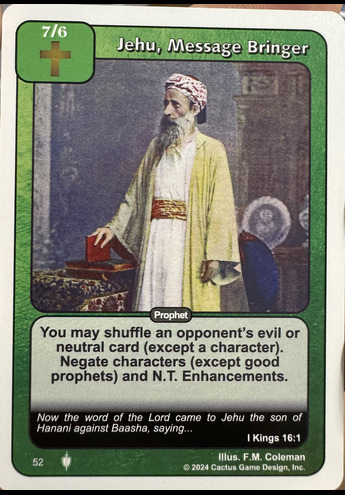 7/6
Jehu, Message Bringer
Prophet
You may shuffle an opponent's evil or
neutral card (except a character).
Negate characters (except good
prophets) and N.T. Enhancements.
Now the word of the Lord came to Jehu the son of
Hanani against Baasha, saying...
I Kings 16:1
Illus. F.M. Coleman
52
© 2024 Cactus Game Design, Inc.